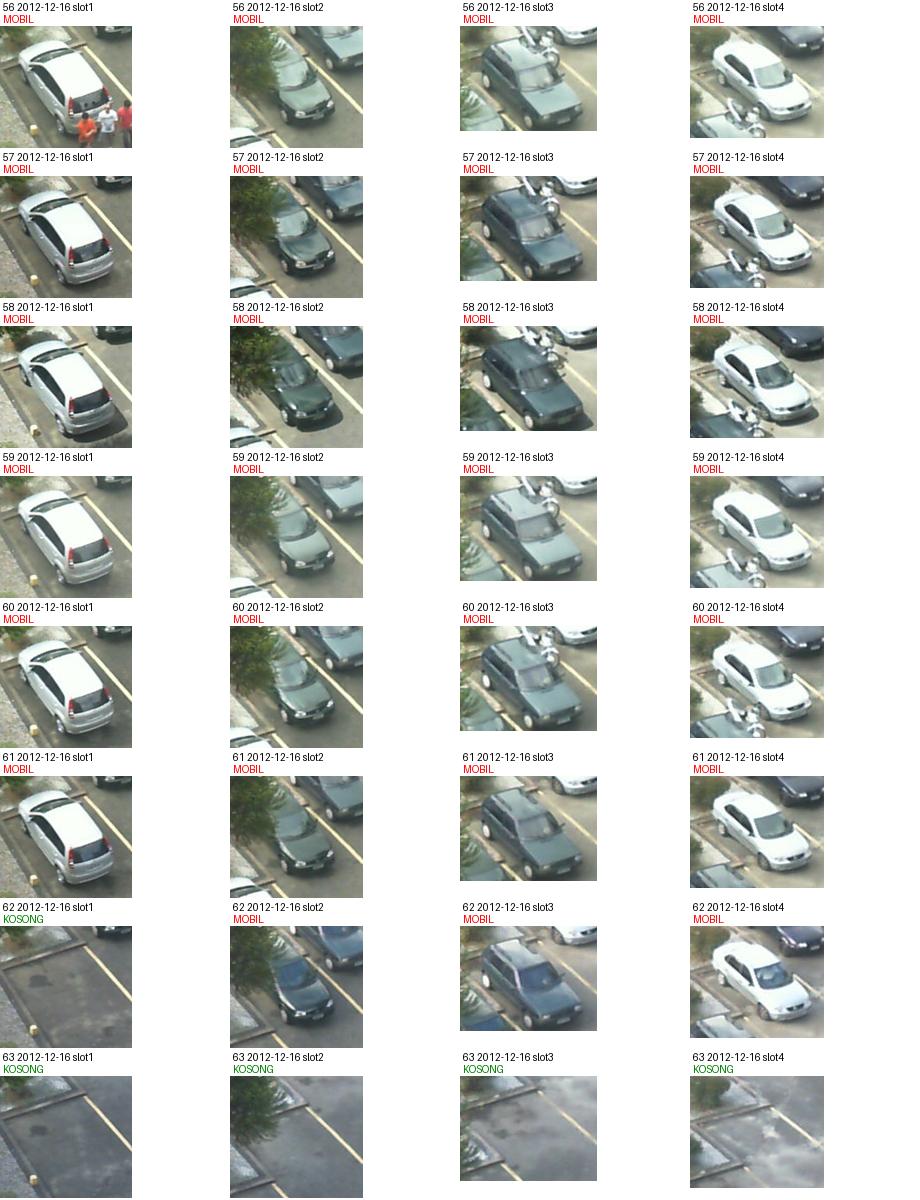 56 2012-12-16 slot1
MOBIL
56 2012-12-16 slot2
MOBIL
56 2012-12-16 slot3
MOBIL
56 2012-12-16 slot4
MOBIL
57 2012-12-16 slot1
MOBIL
57 2012-12-16 slot2
MOBIL
57 2012-12-16 slot3
MOBIL
57 2012-12-16 slot4
MOBIL
58 2012-12-16 slot1
MOBIL
58 2012-12-16 slot2
MOBIL
58 2012-12-16 slot3
MOBIL
58 2012-12-16 slot4
MOBIL
59 2012-12-16 slot1
MOBIL
59 2012-12-16 slot2
MOBIL
59 2012-12-16 slot3
MOBIL
59 2012-12-16 slot4
MOBIL
60 2012-12-16 slot1
MOBIL
60 2012-12-16 slot2
MOBIL
60 2012-12-16 slot3
MOBIL
60 2012-12-16 slot4
MOBIL
61 2012-12-16 slot1
MOBIL
61 2012-12-16 slot2
MOBIL
61 2012-12-16 slot3
MOBIL
61 2012-12-16 slot4
MOBIL
62 2012-12-16 slot1
KOSONG
62 2012-12-16 slot2
MOBIL
62 2012-12-16 slot3
MOBIL
62 2012-12-16 slot4
MOBIL
63 2012-12-16 slot1
KOSONG
63 2012-12-16 slot2
KOSONG
63 2012-12-16 slot3
KOSONG
63 2012-12-16 slot4
KOSONG